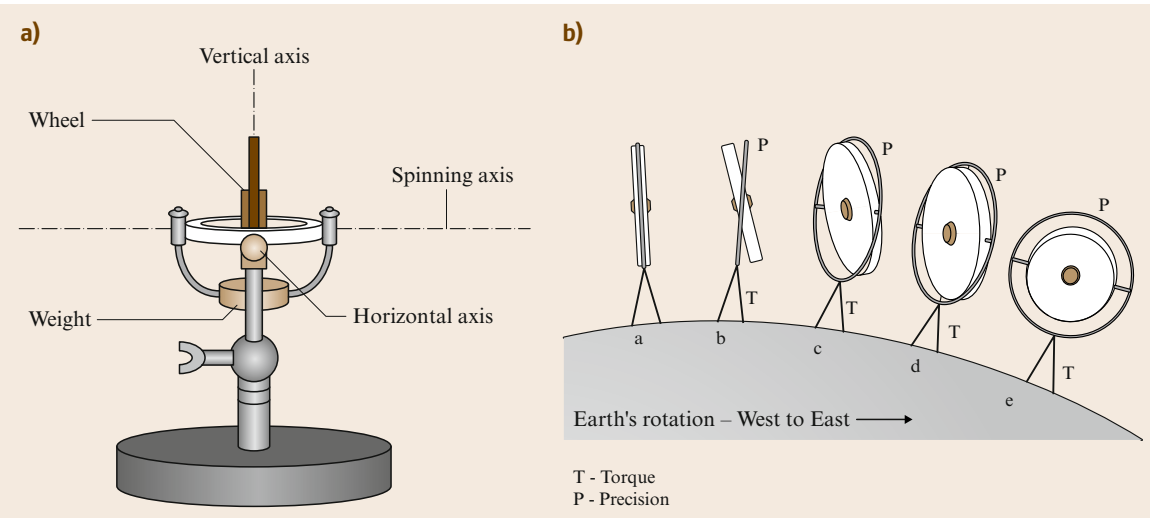 a)
Vertical axis
Wheel
Spinning axis
Weight
Horizontal axis
b)
P
P
P
P
T
T
T
T
a
b
c
d
e
Earth's rotation – West to East
T - Torque
P - Precision